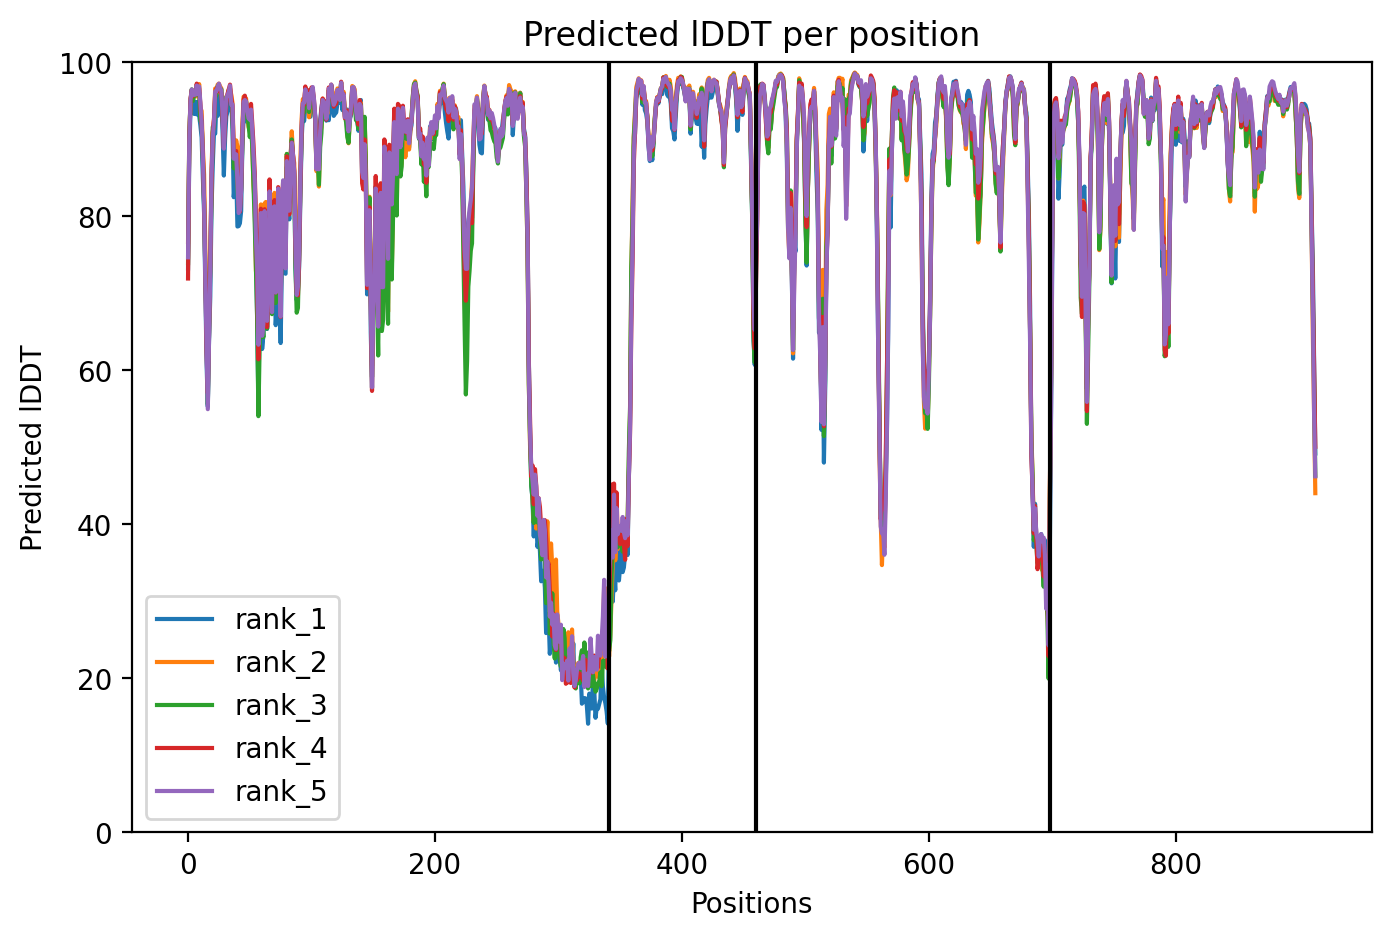 Predicted lDDT per position
100
80
60
40
20
0
Predicted lDDT
rank_1
rank_2
rank_3
rank_4
rank_5
0
200
400
600
800
Positions